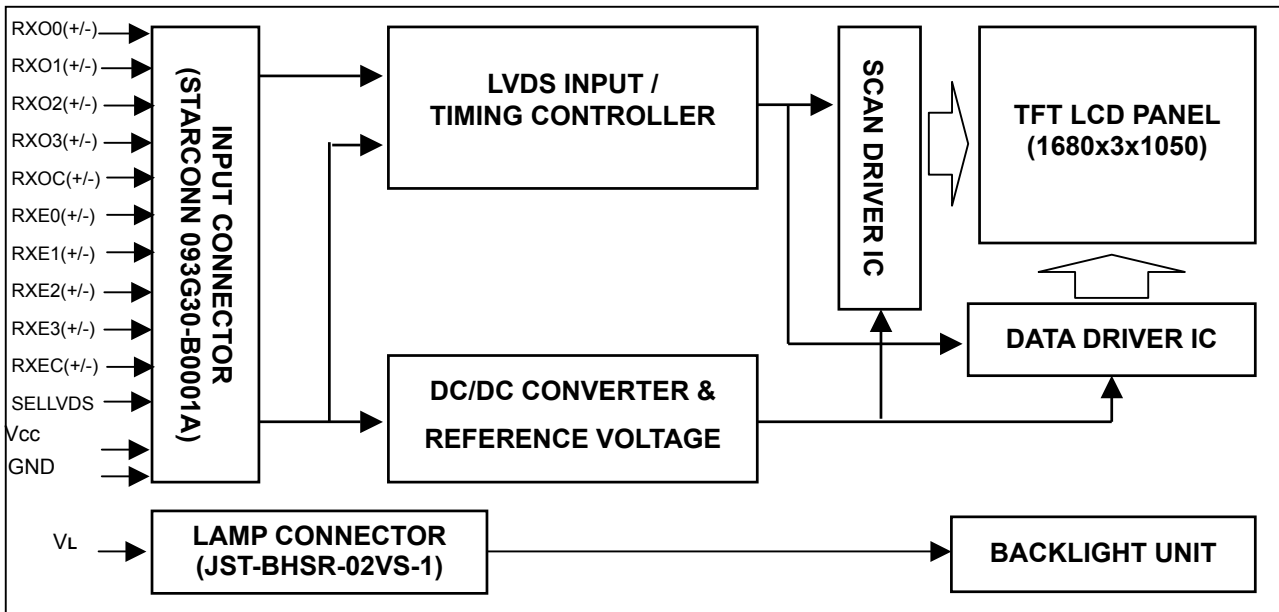 RXO0(+/-)
RXO1(+/-)
RXO2(+/-)
RXO3(+/-)
RXOC(+/-)
RXE0(+/-)
RXE1(+/-)
RXE2(+/-)
RXE3(+/-)
RXEC(+/-)
SELLVDS
Vcc
GND
INPUT CONNECTOR
(STARCONN 093G30-B0001A)
LVDS INPUT /
TIMING CONTROLLER
SCAN DRIVER IC
TFT LCD PANEL
(1680x3x1050)
DATA DRIVER IC
DC/DC CONVERTER &
REFERENCE VOLTAGE
VL
LAMP CONNECTOR
(JST-BHSR-02VS-1)
BACKLIGHT UNIT